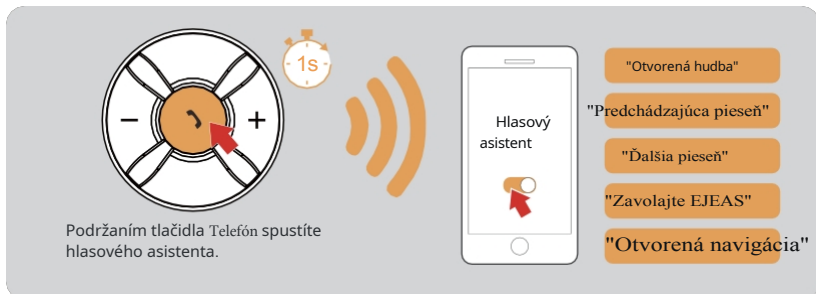 1s
Hlasový
asistent
"Otvorená hudba"
"Predchádzajúca pieseň"
"Ďalšia pieseň"
"Zavolajte EJEAS"
"Otvorená navigácia"
Podržaním tlačidla Telefón spustíte
hlasového asistenta.